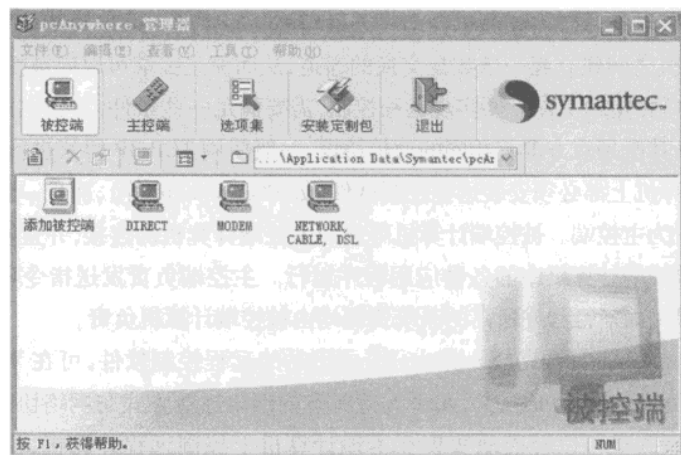 pcAnywhere 管理器
文件(F) 编辑(E) 查看(V) 工具(T) 帮助(H)
被控端 主控端 选项集 安装定制包 退出 symantec.
...\Application Data\Symantec\pcAn
添加被控端 DIRECT MODEM NETWORK,
CABLE, DSL
被控端
按 F1，获得帮助。 NUM